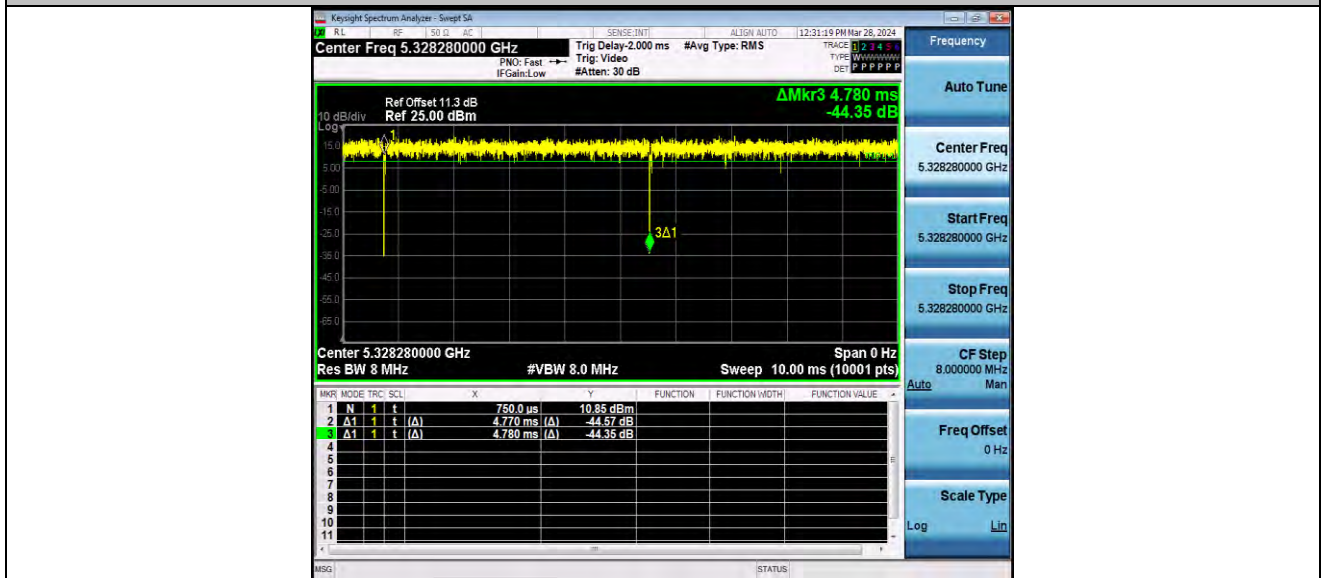 Keysight Spectrum Analyzer - Swept SA
RL RF 50 Ω AC SENSE:INT ALIGN AUTO 12:31:19 PM Mar 28, 2024
Center Freq 5.328280000 GHz
PNO: Fast
IFGain:Low
Trig Delay-2.000 ms
Trig: Video
#Atten: 30 dB
#Avg Type: RMS
TRACE 1 2 3 4 5 6
TYPE WWWWWW
DET P P P P P P
Ref Offset 11.3 dB
10 dB/div Ref 25.00 dBm
Log
ΔMkr3 4.780 ms
-44.35 dB
15.0
5.00
-5.00
-15.0
-25.0
-35.0
-45.0
-55.0
-65.0
1
3Δ1
Center 5.328280000 GHz Span 0 Hz
Res BW 8 MHz #VBW 8.0 MHz Sweep 10.00 ms (10001 pts)
MKR MODE TRC SCL X Y FUNCTION FUNCTION WIDTH FUNCTION VALUE
1 N 1 t 750.0 µs 10.85 dBm
2 Δ1 1 t (Δ) 4.770 ms (Δ) -44.57 dB
3 Δ1 1 t (Δ) 4.780 ms (Δ) -44.35 dB
4
5
6
7
8
9
10
11
MSG STATUS
Frequency
Auto Tune
Center Freq
5.328280000 GHz
Start Freq
5.328280000 GHz
Stop Freq
5.328280000 GHz
CF Step
8.000000 MHz
Auto Man
Freq Offset
0 Hz
Scale Type
Log Lin